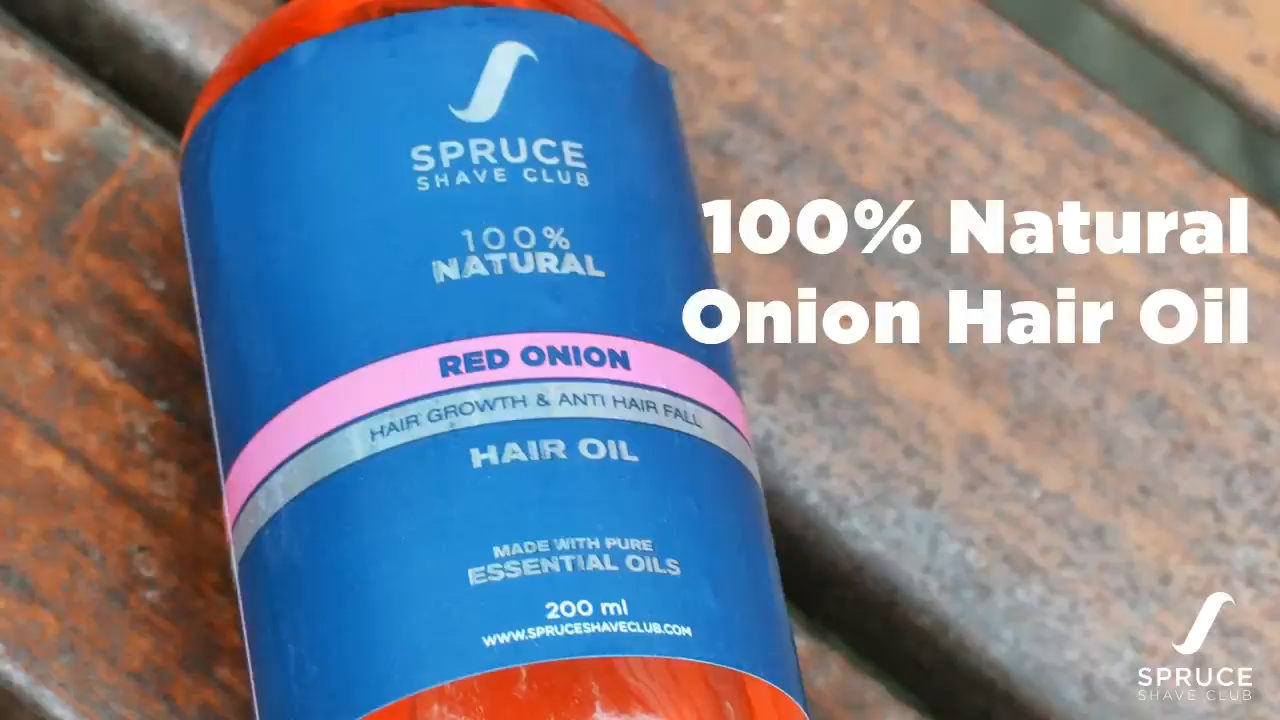 SPRUCE
SHAVE CLUB
100%
NATURAL
RED ONION
HAIR GROWTH & ANTI HAIR FALL
HAIR OIL
MADE WITH PURE
ESSENTIAL OILS
200 ml
WWW.SPRUCESHAVECLUB.COM
100% Natural
Onion Hair Oil
SPRUCE
SHAVE CLUB